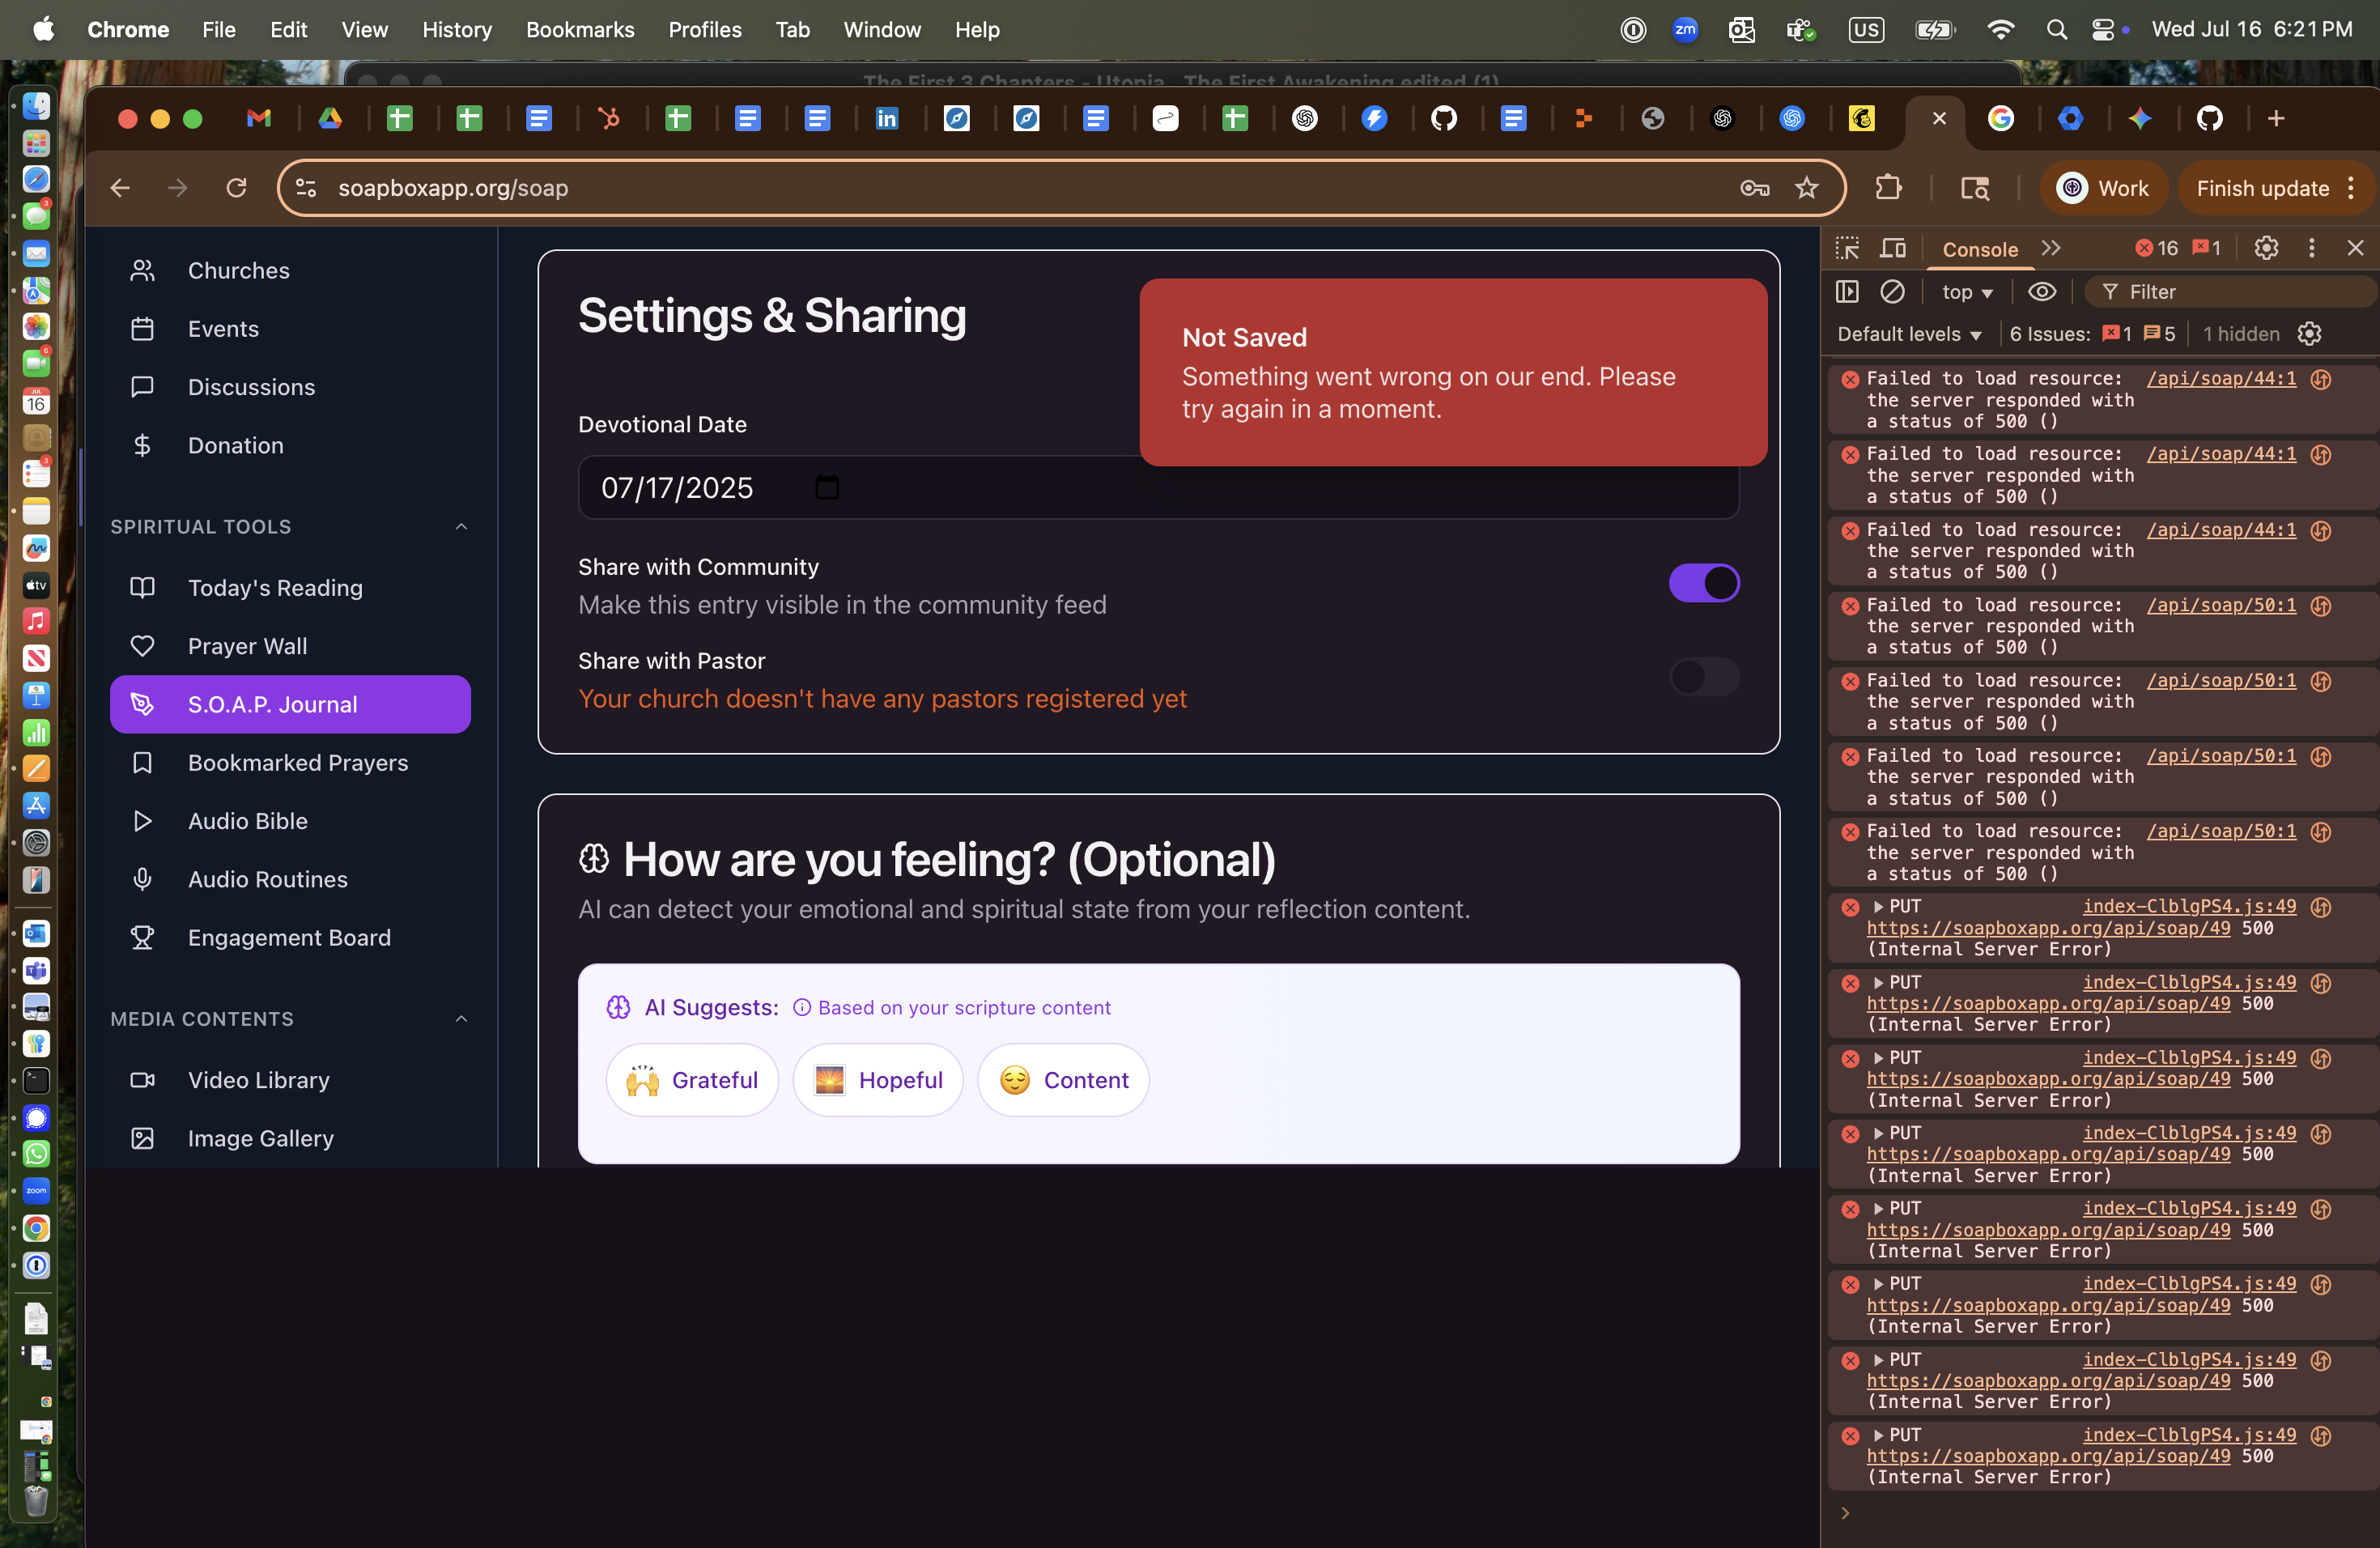 Chrome File Edit View History Bookmarks Profiles Tab Window Help
zm US Wed Jul 16 6:21 PM
The First 3 Chapters - Utopia_ The First Awakening edited (1)
soapboxapp.org/soap
Work
Finish update
Churches
Events
Discussions
Donation
SPIRITUAL TOOLS
Today's Reading
Prayer Wall
S.O.A.P. Journal
Bookmarked Prayers
Audio Bible
Audio Routines
Engagement Board
MEDIA CONTENTS
Video Library
Image Gallery
Settings & Sharing
Not Saved
Something went wrong on our end. Please
try again in a moment.
Devotional Date
07/17/2025
Share with Community
Make this entry visible in the community feed
Share with Pastor
Your church doesn't have any pastors registered yet
How are you feeling? (Optional)
AI can detect your emotional and spiritual state from your reflection content.
AI Suggests: Based on your scripture content
Grateful
Hopeful
Content
Console 16 1
top Filter
Default levels 6 Issues: 1 5 1 hidden
Failed to load resource: /api/soap/44:1
the server responded with
a status of 500 ()
Failed to load resource: /api/soap/44:1
the server responded with
a status of 500 ()
Failed to load resource: /api/soap/44:1
the server responded with
a status of 500 ()
Failed to load resource: /api/soap/50:1
the server responded with
a status of 500 ()
Failed to load resource: /api/soap/50:1
the server responded with
a status of 500 ()
Failed to load resource: /api/soap/50:1
the server responded with
a status of 500 ()
Failed to load resource: /api/soap/50:1
the server responded with
a status of 500 ()
PUT index-ClblgPS4.js:49
https://soapboxapp.org/api/soap/49 500
(Internal Server Error)
PUT index-ClblgPS4.js:49
https://soapboxapp.org/api/soap/49 500
(Internal Server Error)
PUT index-ClblgPS4.js:49
https://soapboxapp.org/api/soap/49 500
(Internal Server Error)
PUT index-ClblgPS4.js:49
https://soapboxapp.org/api/soap/49 500
(Internal Server Error)
PUT index-ClblgPS4.js:49
https://soapboxapp.org/api/soap/49 500
(Internal Server Error)
PUT index-ClblgPS4.js:49
https://soapboxapp.org/api/soap/49 500
(Internal Server Error)
PUT index-ClblgPS4.js:49
https://soapboxapp.org/api/soap/49 500
(Internal Server Error)
PUT index-ClblgPS4.js:49
https://soapboxapp.org/api/soap/49 500
(Internal Server Error)
JUL
16
tv
zoom